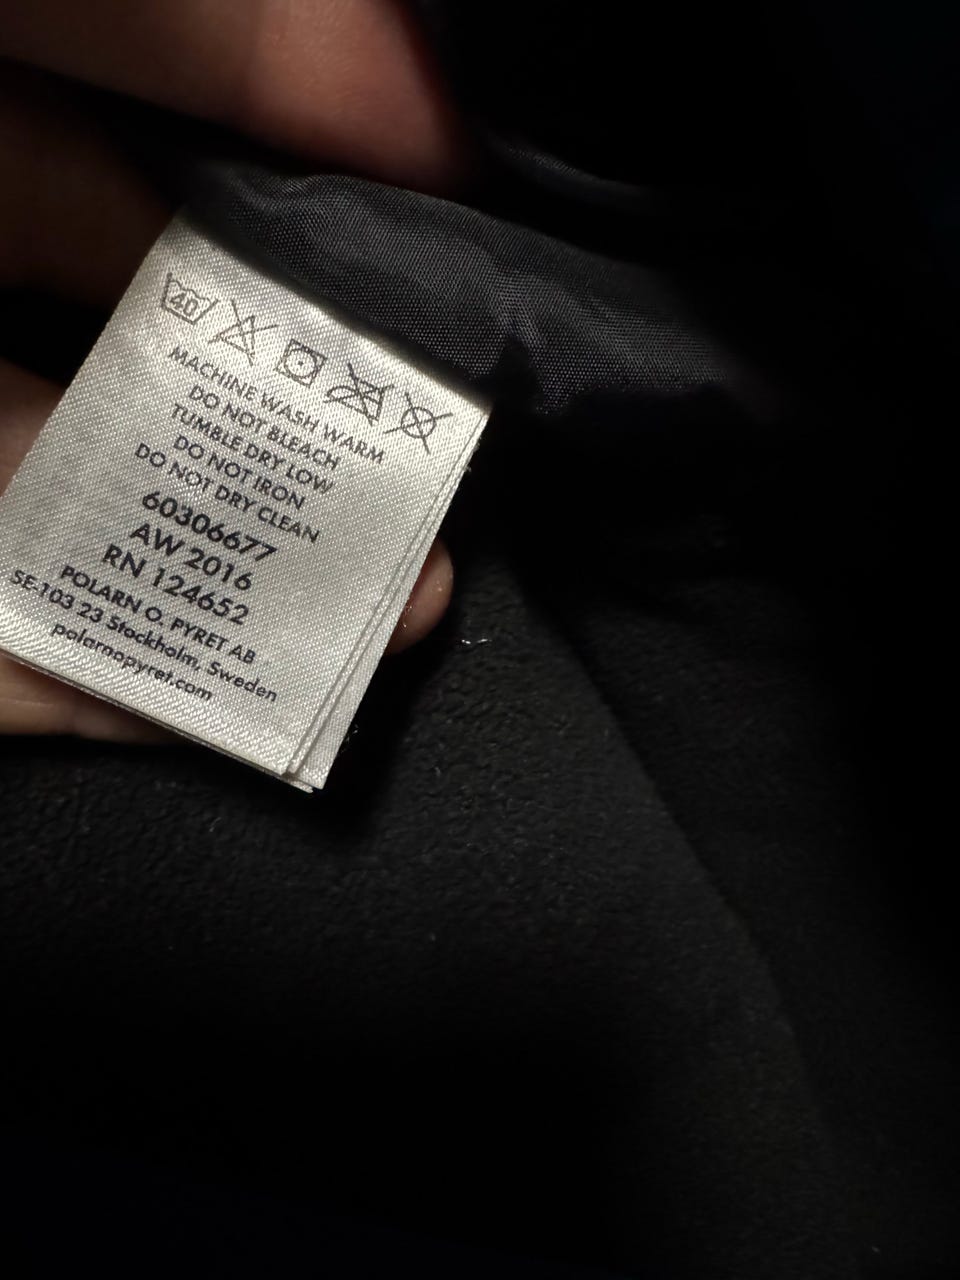 40
MACHINE WASH WARM
DO NOT BLEACH
TUMBLE DRY LOW
DO NOT IRON
DO NOT DRY CLEAN
60306677
AW 2016
RN 124652
POLARN O. PYRET AB
SE-103 23 Stockholm, Sweden
polarnopyret.com